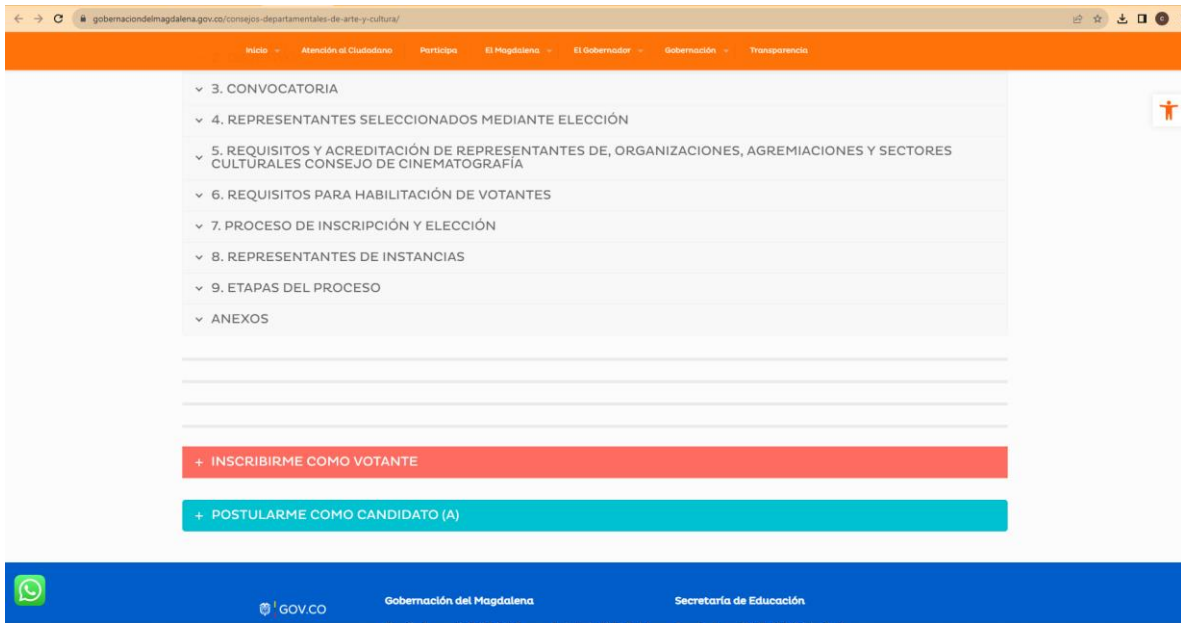 gobernaciondelmagdalena.gov.co/consejos-departamentales-de-arte-y-cultura/
Inicio Atención al Ciudadano Participa El Magdalena El Gobernador Gobernación Transparencia
3. CONVOCATORIA
4. REPRESENTANTES SELECCIONADOS MEDIANTE ELECCIÓN
5. REQUISITOS Y ACREDITACIÓN DE REPRESENTANTES DE, ORGANIZACIONES, AGREMIACIONES Y SECTORES
CULTURALES CONSEJO DE CINEMATOGRAFÍA
6. REQUISITOS PARA HABILITACIÓN DE VOTANTES
7. PROCESO DE INSCRIPCIÓN Y ELECCIÓN
8. REPRESENTANTES DE INSTANCIAS
9. ETAPAS DEL PROCESO
ANEXOS
+ INSCRIBIRME COMO VOTANTE
+ POSTULARME COMO CANDIDATO (A)
GOV.CO
Gobernación del Magdalena
Secretaría de Educación